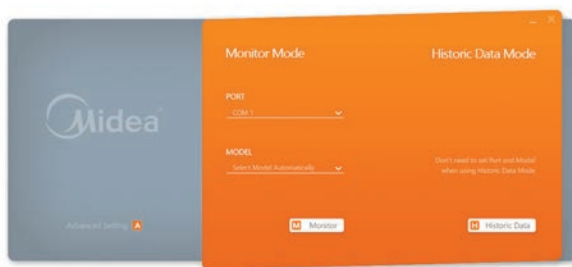 Midea
Advanced Setting A
Monitor Mode
PORT
COM 1
MODEL
Select Model Automatically
M Monitor
Historic Data Mode
Don't need to set Port and Model
when using Historic Data Mode
H Historic Data